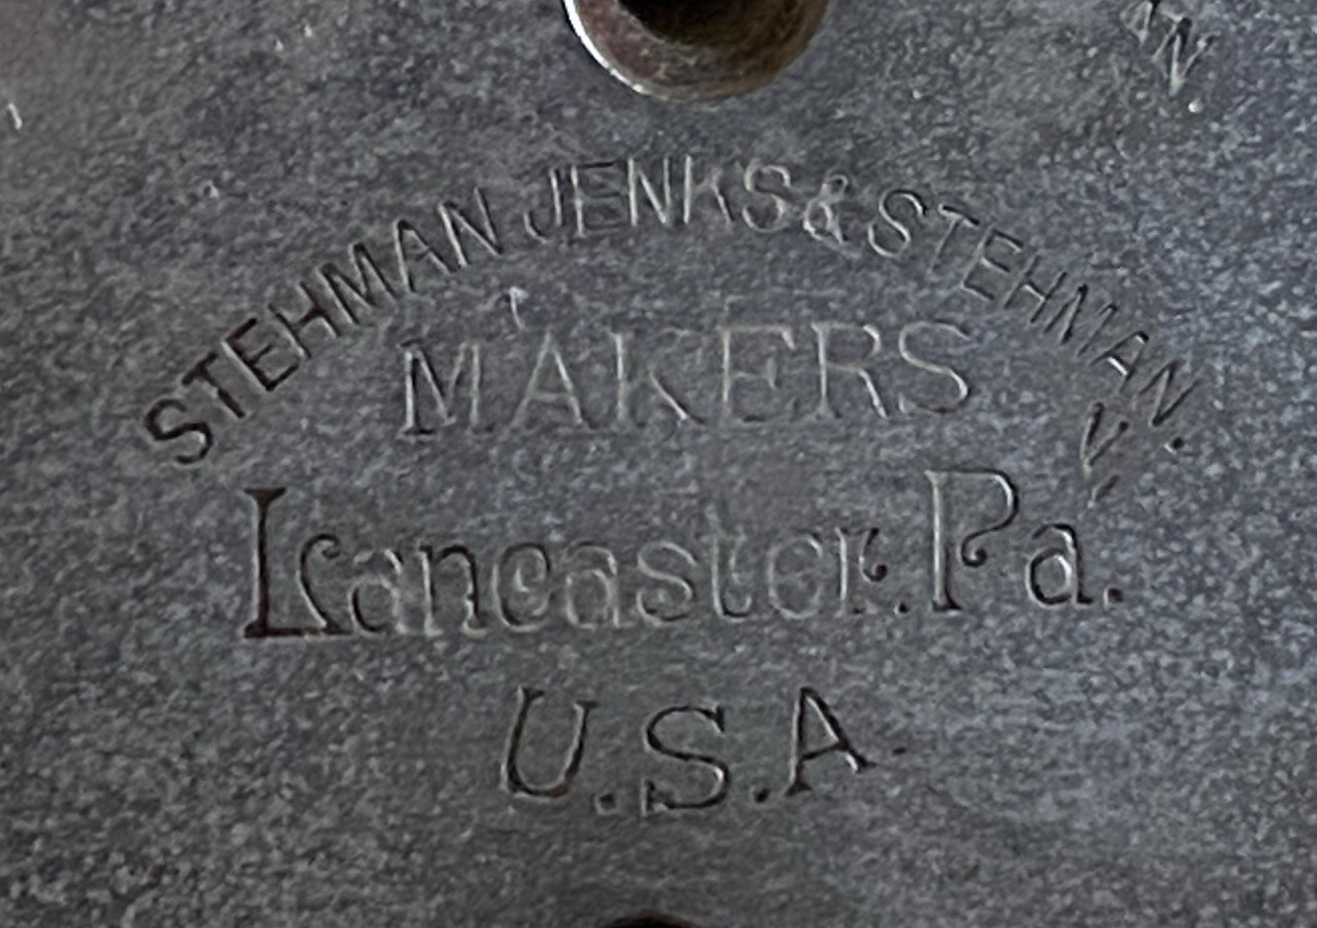 W.
STEHMAN JENKS & STEHMAN.
MAKERS
V.
Lancaster. Pa.
U.S.A.